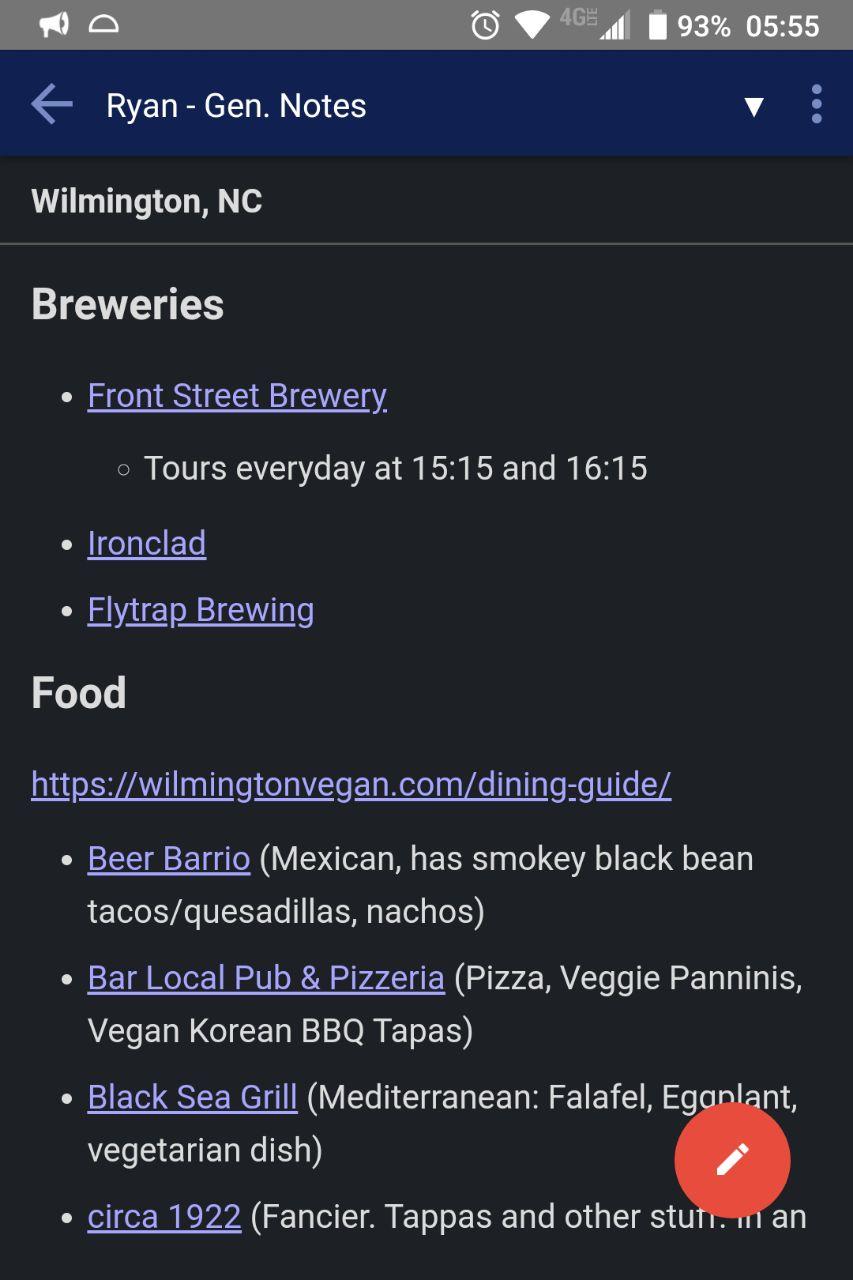 4G LTE 93% 05:55
Ryan - Gen. Notes
Wilmington, NC
Breweries
Front Street Brewery
Tours everyday at 15:15 and 16:15
Ironclad
Flytrap Brewing
Food
https://wilmingtonvegan.com/dining-guide/
Beer Barrio (Mexican, has smokey black bean
tacos/quesadillas, nachos)
Bar Local Pub & Pizzeria (Pizza, Veggie Panninis,
Vegan Korean BBQ Tapas)
Black Sea Grill (Mediterranean: Falafel, Eggplant,
vegetarian dish)
circa 1922 (Fancier. Tappas and other stuff. In an